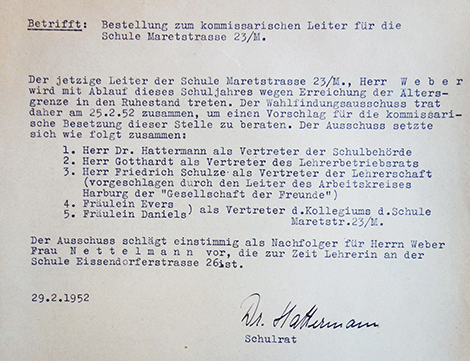 Betrifft: Bestellung zum kommissarischen Leiter für die
Schule Maretstrasse 23/M.
Der jetzige Leiter der Schule Maretstrasse 23/M., Herr W e b e r
wird mit Ablauf dieses Schuljahres wegen Erreichung der Alters-
grenze in den Ruhestand treten. Der Wahlfindungsausschuss trat
daher am 25.2.52 zusammen, um einen Vorschlag für die kommissari-
sche Besetzung dieser Stelle zu beraten. Der Ausschuss setzte
sich wie folgt zusammen:
1. Herr Dr. Hattermann als Vertreter der Schulbehörde
2. Herr Gotthardt als Vertreter des Lehrerbetriebsrats
3. Herr Friedrich Schulze als Vertreter der Lehrerschaft
(vorgeschlagen durch den Leiter des Arbeitskreises
Harburg der "Gesellschaft der Freunde")
4. Fräulein Evers
5. Fräulein Daniels) als Vertreter d.Kollegiums d.Schule
Maretstr.23/M.
Der Ausschuss schlägt einstimmig als Nachfolger für Herrn Weber
Frau N e t t e l m a n n vor, die zur Zeit Lehrerin an der
Schule Eissendorferstrasse 26ist.
29.2.1952
Dr. Hattermann
Schulrat